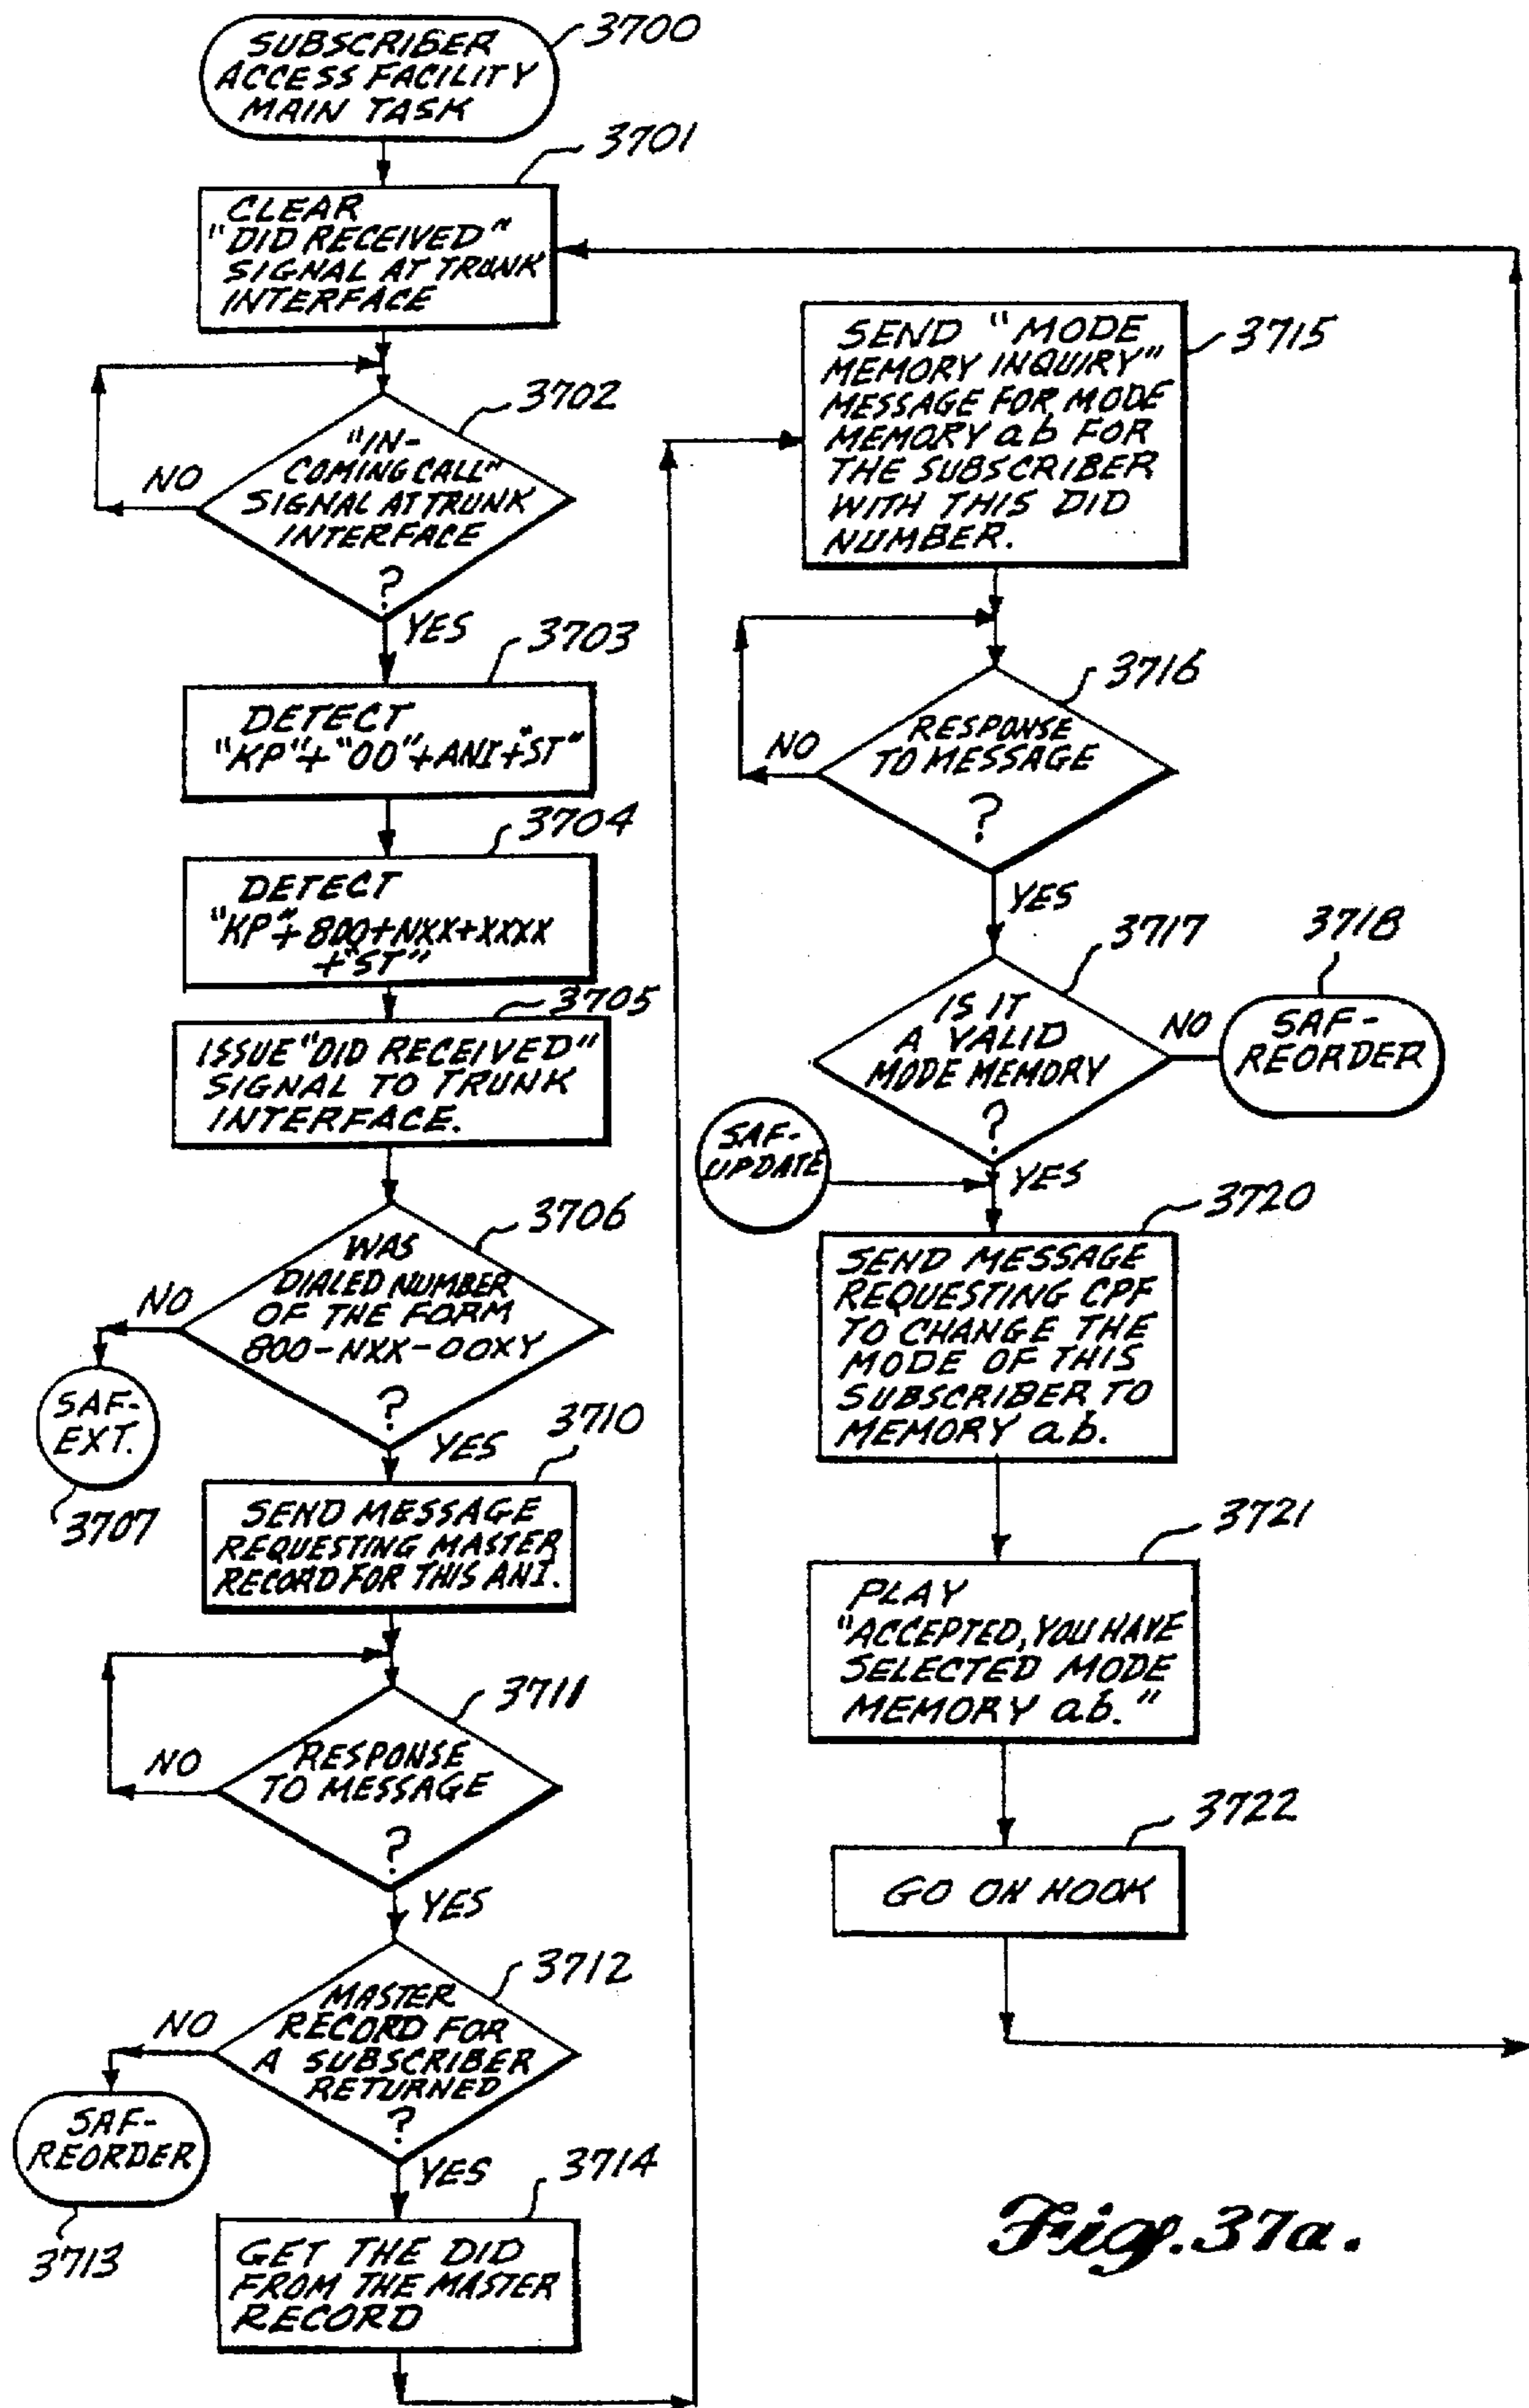 SUBSCRIBER
ACCESS FACILITY
MAIN TASK
3700
3701
CLEAR
"DID RECEIVED"
SIGNAL AT TRUNK
INTERFACE
3702
"IN-
COMING CALL"
SIGNAL AT TRUNK
INTERFACE
?
NO
YES
3703
DETECT
"KP"+"00"+ANI+"ST"
3704
DETECT
"KP"+800+NXX+XXXX
+"ST"
3705
ISSUE "DID RECEIVED"
SIGNAL TO TRUNK
INTERFACE.
3706
WAS
DIALED NUMBER
OF THE FORM
800-NXX-00XY
?
NO
SAF-
EXT.
3707
YES
3710
SEND MESSAGE
REQUESTING MASTER
RECORD FOR THIS ANI.
3711
RESPONSE
TO MESSAGE
?
NO
YES
3712
MASTER
RECORD FOR
A SUBSCRIBER
RETURNED
?
NO
SAF-
REORDER
3713
YES
3714
GET THE DID
FROM THE MASTER
RECORD
3715
SEND "MODE
MEMORY INQUIRY"
MESSAGE FOR MODE
MEMORY ab FOR
THE SUBSCRIBER
WITH THIS DID
NUMBER.
3716
RESPONSE
TO MESSAGE
?
NO
YES
3717
IS IT
A VALID
MODE MEMORY
?
NO
3718
SAF-
REORDER
SAF-
UPDATE
YES
3720
SEND MESSAGE
REQUESTING CPF
TO CHANGE THE
MODE OF THIS
SUBSCRIBER TO
MEMORY ab.
3721
PLAY
"ACCEPTED, YOU HAVE
SELECTED MODE
MEMORY ab."
3722
GO ON HOOK
Fig. 37a.